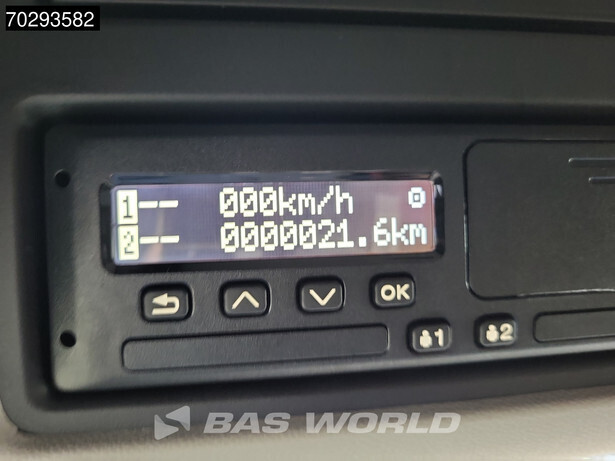 70293582
1-- 000km/h
2-- 0000021.6km
OK
1 2
BAS WORLD